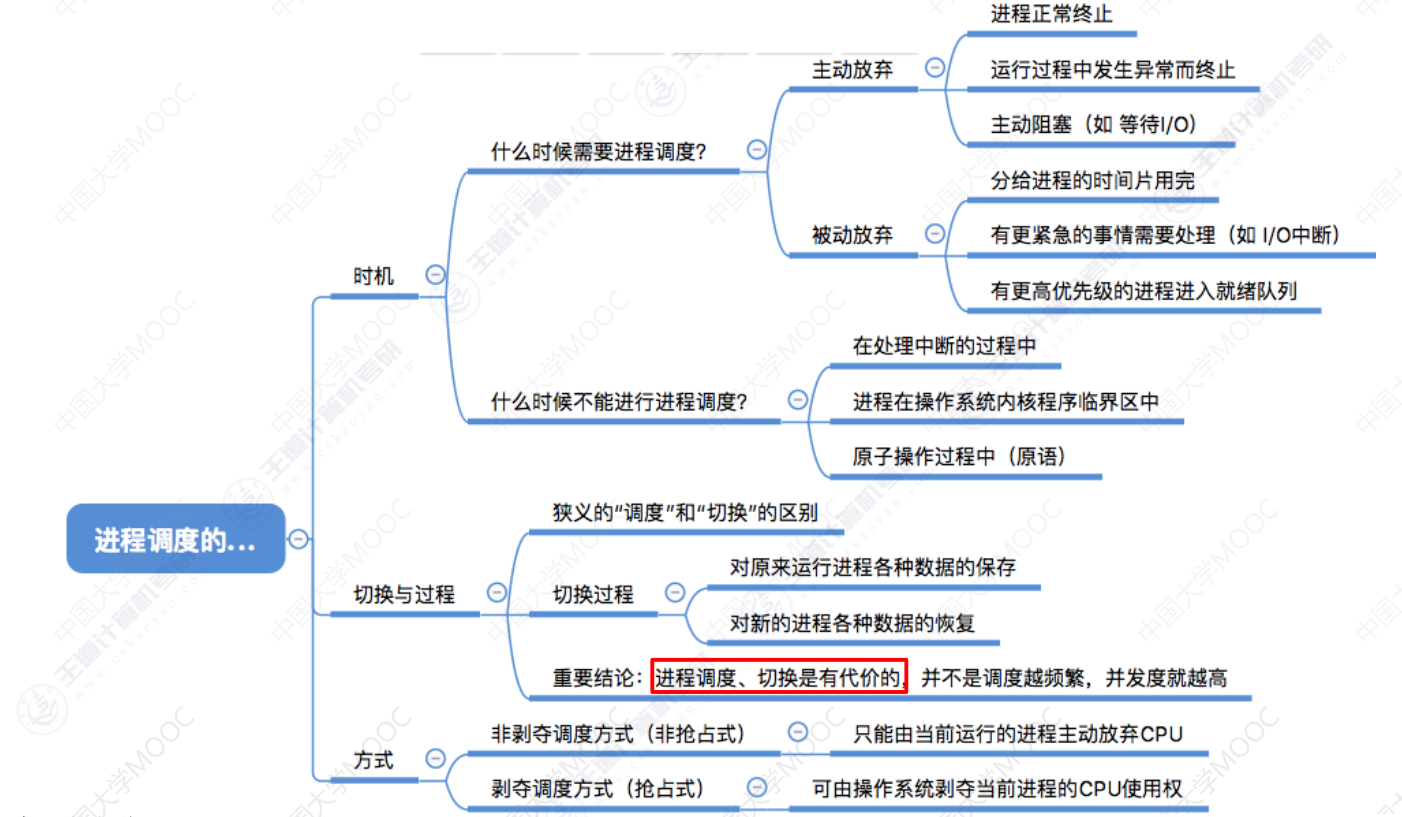 进程正常终止
主动放弃
运行过程中发生异常而终止
主动阻塞（如 等待I/O）
什么时候需要进程调度？
分给进程的时间片用完
被动放弃
有更紧急的事情需要处理（如 I/O中断）
有更高优先级的进程进入就绪队列
时机
在处理中断的过程中
什么时候不能进行进程调度？
进程在操作系统内核程序临界区中
原子操作过程中（原语）
进程调度的...
狭义的“调度”和“切换”的区别
切换与过程
切换过程
对原来运行进程各种数据的保存
对新的进程各种数据的恢复
重要结论：进程调度、切换是有代价的，并不是调度越频繁，并发度就越高
方式
非剥夺调度方式（非抢占式）
只能由当前运行的进程主动放弃CPU
剥夺调度方式（抢占式）
可由操作系统剥夺当前进程的CPU使用权
中国大学MOOC
王道计算机考研
www.cskaoyan.com